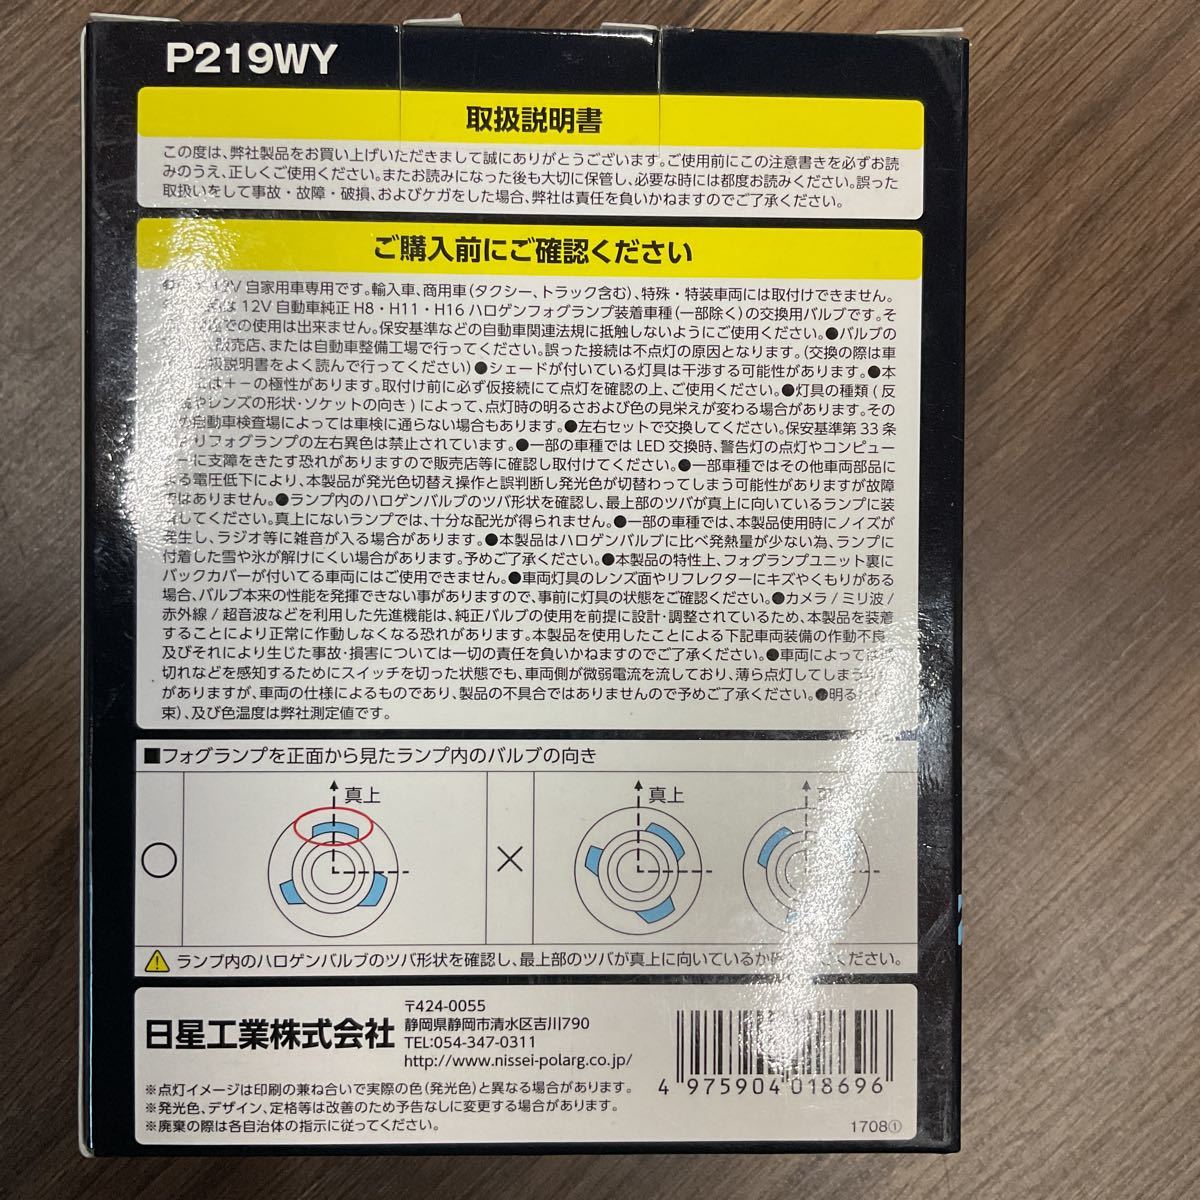 P219WY
取扱説明書
この度は、弊社製品をお買い上げいただきまして誠にありがとうございます。ご使用前にこの注意書きを必ずお読
みのうえ、正しくご使用ください。またお読みになった後も大切に保管し、必要な時には都度お読みください。誤った
取扱いをして事故・故障・破損、およびケガをした場合、弊社は責任を負いかねますのでご了承ください。
ご購入前にご確認ください
12V 自家用車専用です。輸入車、商用車(タクシー、トラック含む)、特殊・特装車両には取付けできません。
は 12V 自動車純正 H8・H11・H16 ハロゲンフォグランプ装着車種(一部除く)の交換用バルブです。そ
での使用は出来ません。保安基準などの自動車関連法規に抵触しないようにご使用ください。●バルブの
販売店、または自動車整備工場で行ってください。誤った接続は不点灯の原因となります。(交換の際は車
扱説明書をよく読んで行ってください)●シェードが付いている灯具は干渉する可能性があります。●本
は+−の極性があります。取付け前に必ず仮接続にて点灯を確認の上、ご使用ください。●灯具の種類(反
やレンズの形状・ソケットの向き)によって、点灯時の明るさおよび色の見栄えが変わる場合があります。その
自動車検査場によっては車検に通らない場合もあります。●左右セットで交換してください。保安基準第33条
りフォグランプの左右異色は禁止されています。●一部の車種では LED 交換時、警告灯の点灯やコンピュー
に支障をきたす恐れがありますので販売店等に確認し取付けてください。●一部車種ではその他車両部品に
る電圧低下により、本製品が発光色切替え操作と誤判断し発光色が切替わってしまう可能性がありますが故障
ではありません。●ランプ内のハロゲンバルブのツバ形状を確認し、最上部のツバが真上に向いているランプに装
着してください。真上にないランプでは、十分な配光が得られません。●一部の車種では、本製品使用時にノイズが
発生し、ラジオ等に雑音が入る場合があります。●本製品はハロゲンバルブに比べ発熱量が少ない為、ランプに
付着した雪や氷が解けにくい場合があります。予めご了承ください。●本製品の特性上、フォグランプユニット裏に
バックカバーが付いてる車両にはご使用できません。●車両灯具のレンズ面やリフレクターにキズやくもりがある
場合、バルブ本来の性能を発揮できない事がありますので、事前に灯具の状態をご確認ください。●カメラ/ミリ波/
赤外線/超音波などを利用した先進機能は、純正バルブの使用を前提に設計・調整されているため、本製品を装着
することにより正常に作動しなくなる恐れがあります。本製品を使用したことによる下記車両装備の作動不良
及びそれにより生じた事故・損害については一切の責任を負いかねますのでご了承ください。●車両によっては
切れなどを感知するためにスイッチを切った状態でも、車両側が微弱電流を流しており、薄ら点灯してしまう
がありますが、車両の仕様によるものであり、製品の不具合ではありませんので予めご了承ください。●明る
束)、及び色温度は弊社測定値です。
■フォグランプを正面から見たランプ内のバルブの向き
真上
真上
○
×
ランプ内のハロゲンバルブのツバ形状を確認し、最上部のツバが真上に向いているか ください。
日星工業株式会社
〒424-0055
静岡県静岡市清水区吉川790
TEL:054-347-0311
http://www.nissei-polarg.co.jp/
※点灯イメージは印刷の兼ね合いで実際の色(発光色)と異なる場合があります。
※発光色、デザイン、定格等は改善のため予告なしに変更する場合があります。
※廃棄の際は各自治体の指示に従ってください。
4 975904 018696
1708①